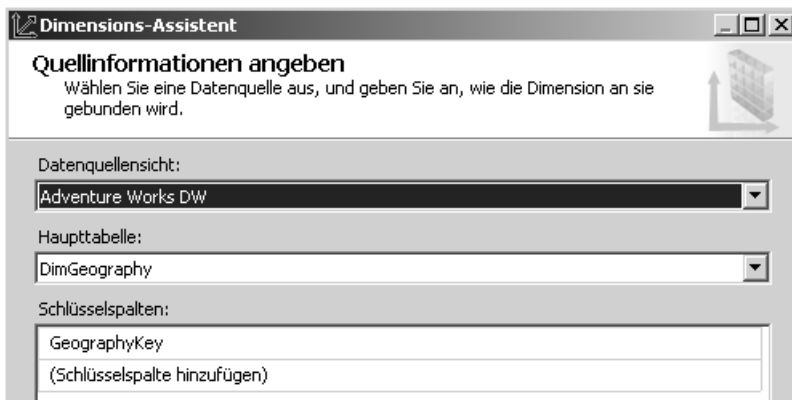 Dimensions-Assistent
Quellinformationen angeben
Wählen Sie eine Datenquelle aus, und geben Sie an, wie die Dimension an sie
gebunden wird.
Datenquellensicht:
Adventure Works DW
Haupttabelle:
DimGeography
Schlüsselspalten:
GeographyKey
(Schlüsselspalte hinzufügen)